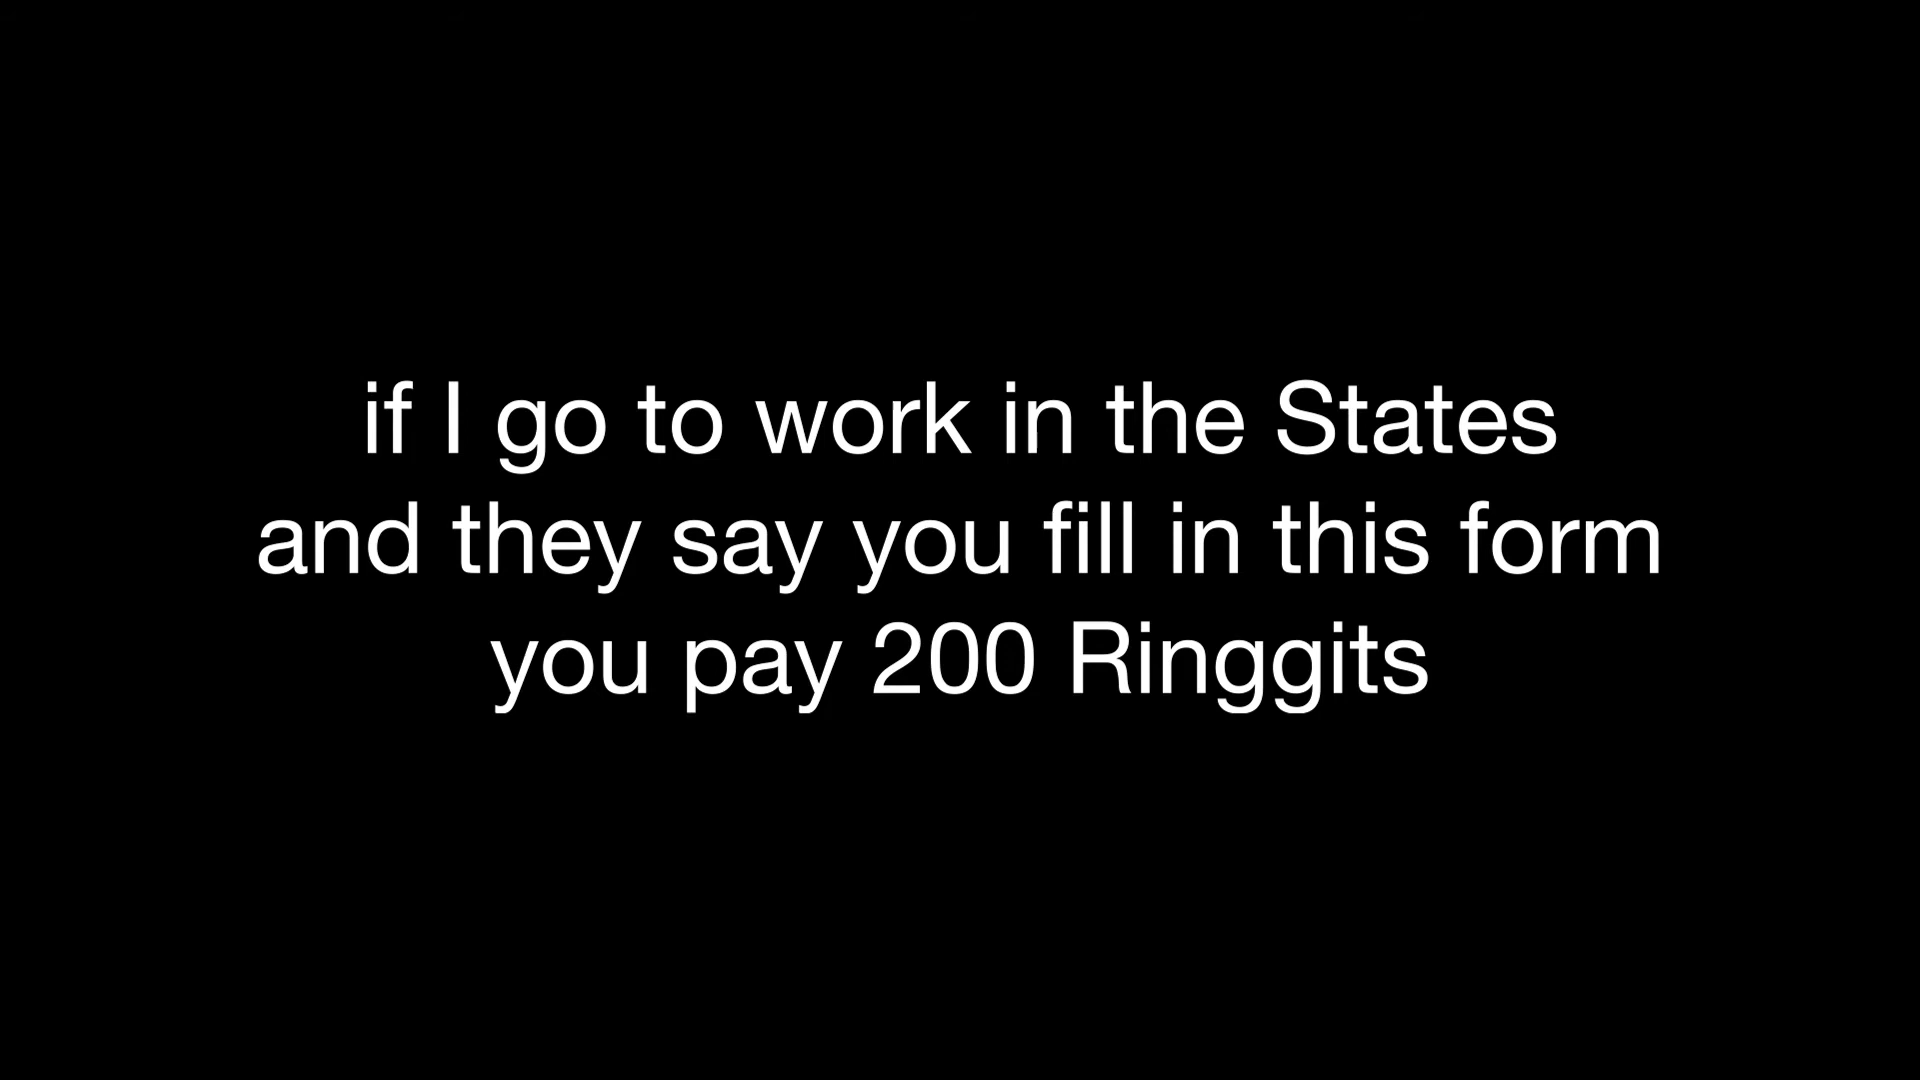 if I go to work in the States
and they say you fill in this form
you pay 200 Ringgits